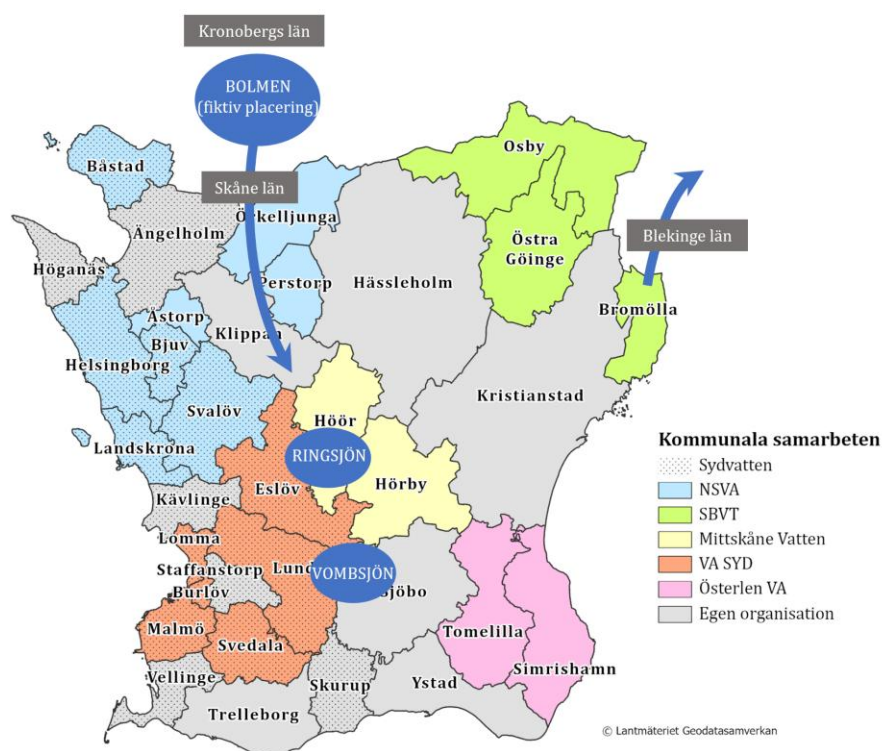 Kronobergs län
BOLMEN
(fiktiv placering)
Skåne län
Blekinge län
Båstad
Örkelljunga
Osby
Ängelholm
Östra
Göinge
Höganäs
Perstorp
Hässleholm
Bromölla
Åstorp
Klippan
Bjuv
Helsingborg
Kristianstad
Svalöv
Höör
Landskrona
RINGSJÖN
Hörby
Eslöv
Kävlinge
Lomma
Staffanstorp
Lund
VOMBSJÖN
Burlöv
Sjöbo
Malmö
Svedala
Tomelilla
Simrishamn
Vellinge
Skurup
Ystad
Trelleborg
Kommunala samarbeten
Sydvatten
NSVA
SBVT
Mittskåne Vatten
VA SYD
Österlen VA
Egen organisation
© Lantmäteriet Geodatasamverkan